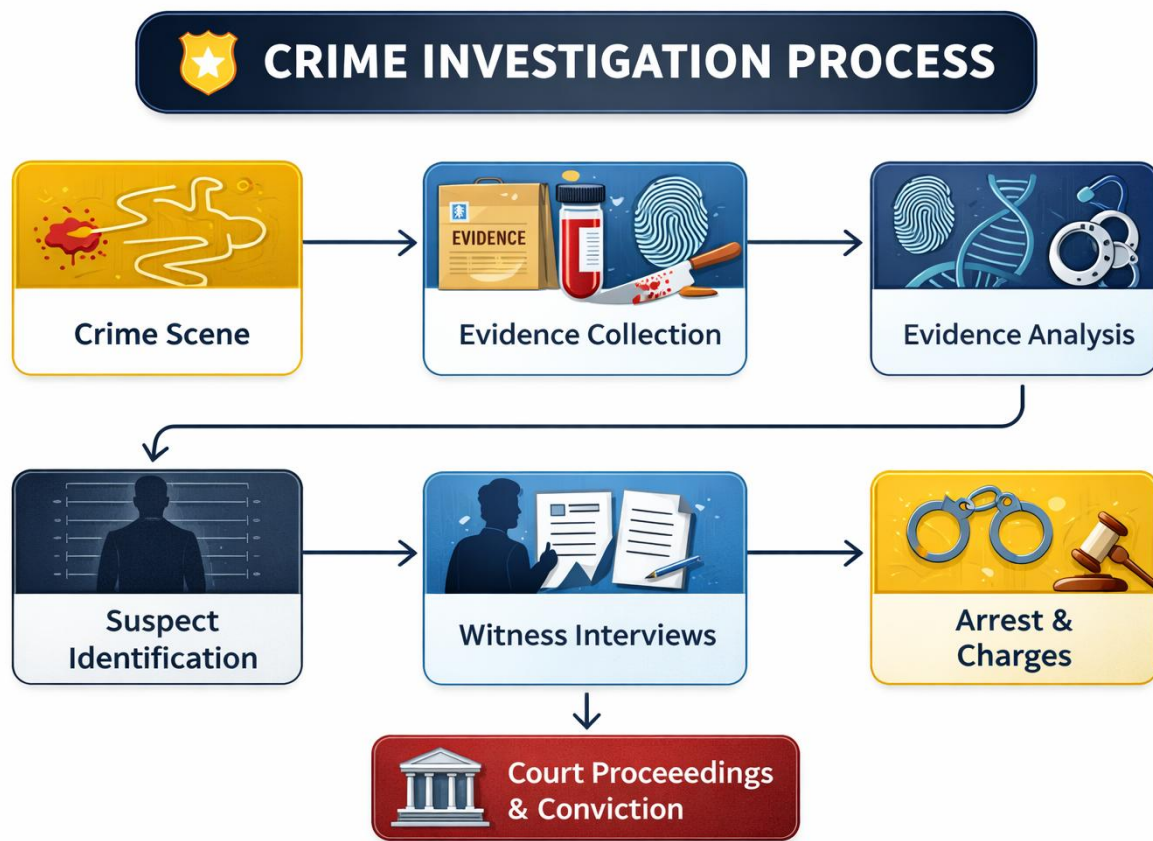 CRIME INVESTIGATION PROCESS
Crime Scene
EVIDENCE
Evidence Collection
Evidence Analysis
Suspect
Identification
Witness Interviews
Arrest &
Charges
Court Proceeedings
& Conviction